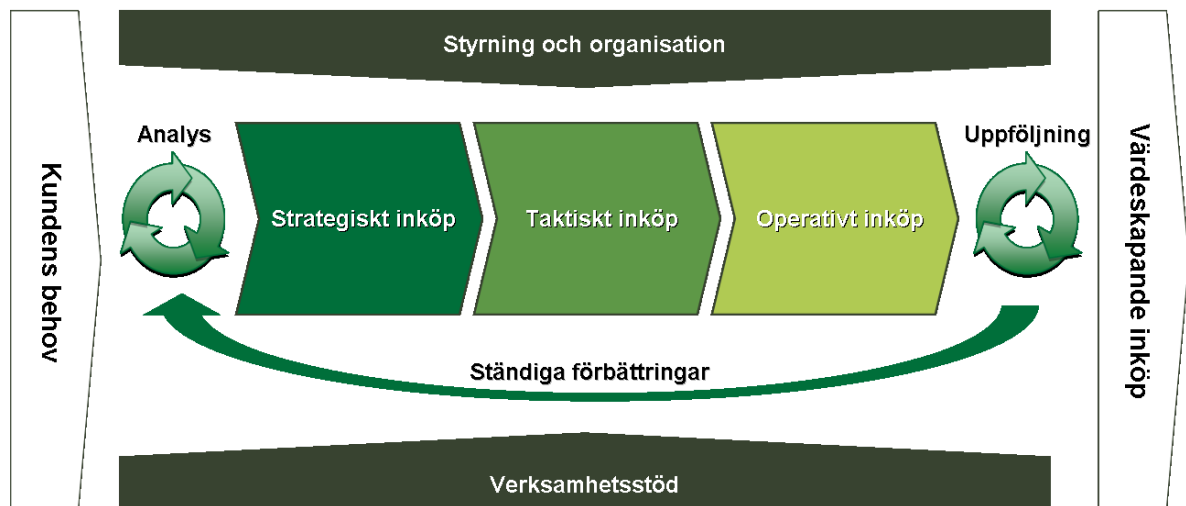 Styrning och organisation
Kundens behov
Analys
Strategiskt inköp
Taktiskt inköp
Operativt inköp
Uppföljning
Värdeskapande inköp
Ständiga förbättringar
Verksamhetsstöd